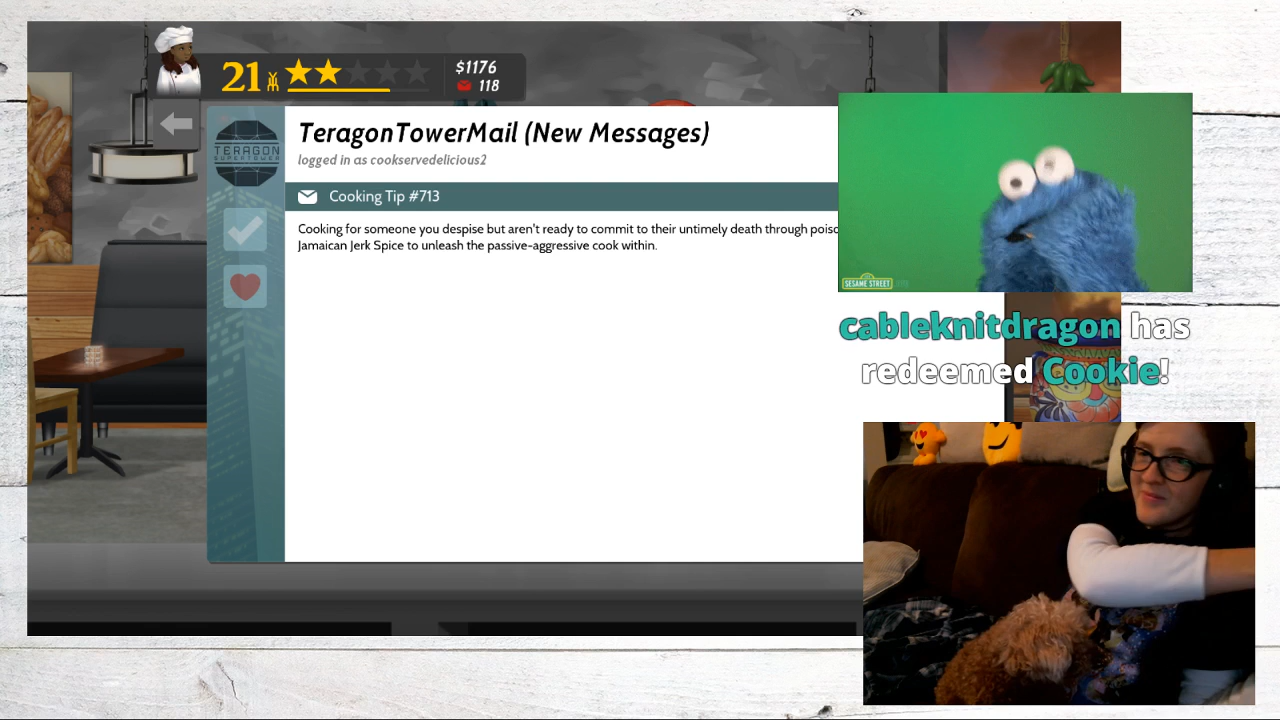 21
$1176
118
TeragonTowerMail (New Messages)
logged in as cookservedelicious2
TERAGON
SUPERTOWER
Cooking Tip #713
Cooking for someone you despise but aren't ready to commit to their untimely death through
Jamaican Jerk Spice to unleash the passive-aggressive cook within.
SESAME STREET
cableknitdragon has
redeemed Cookie!